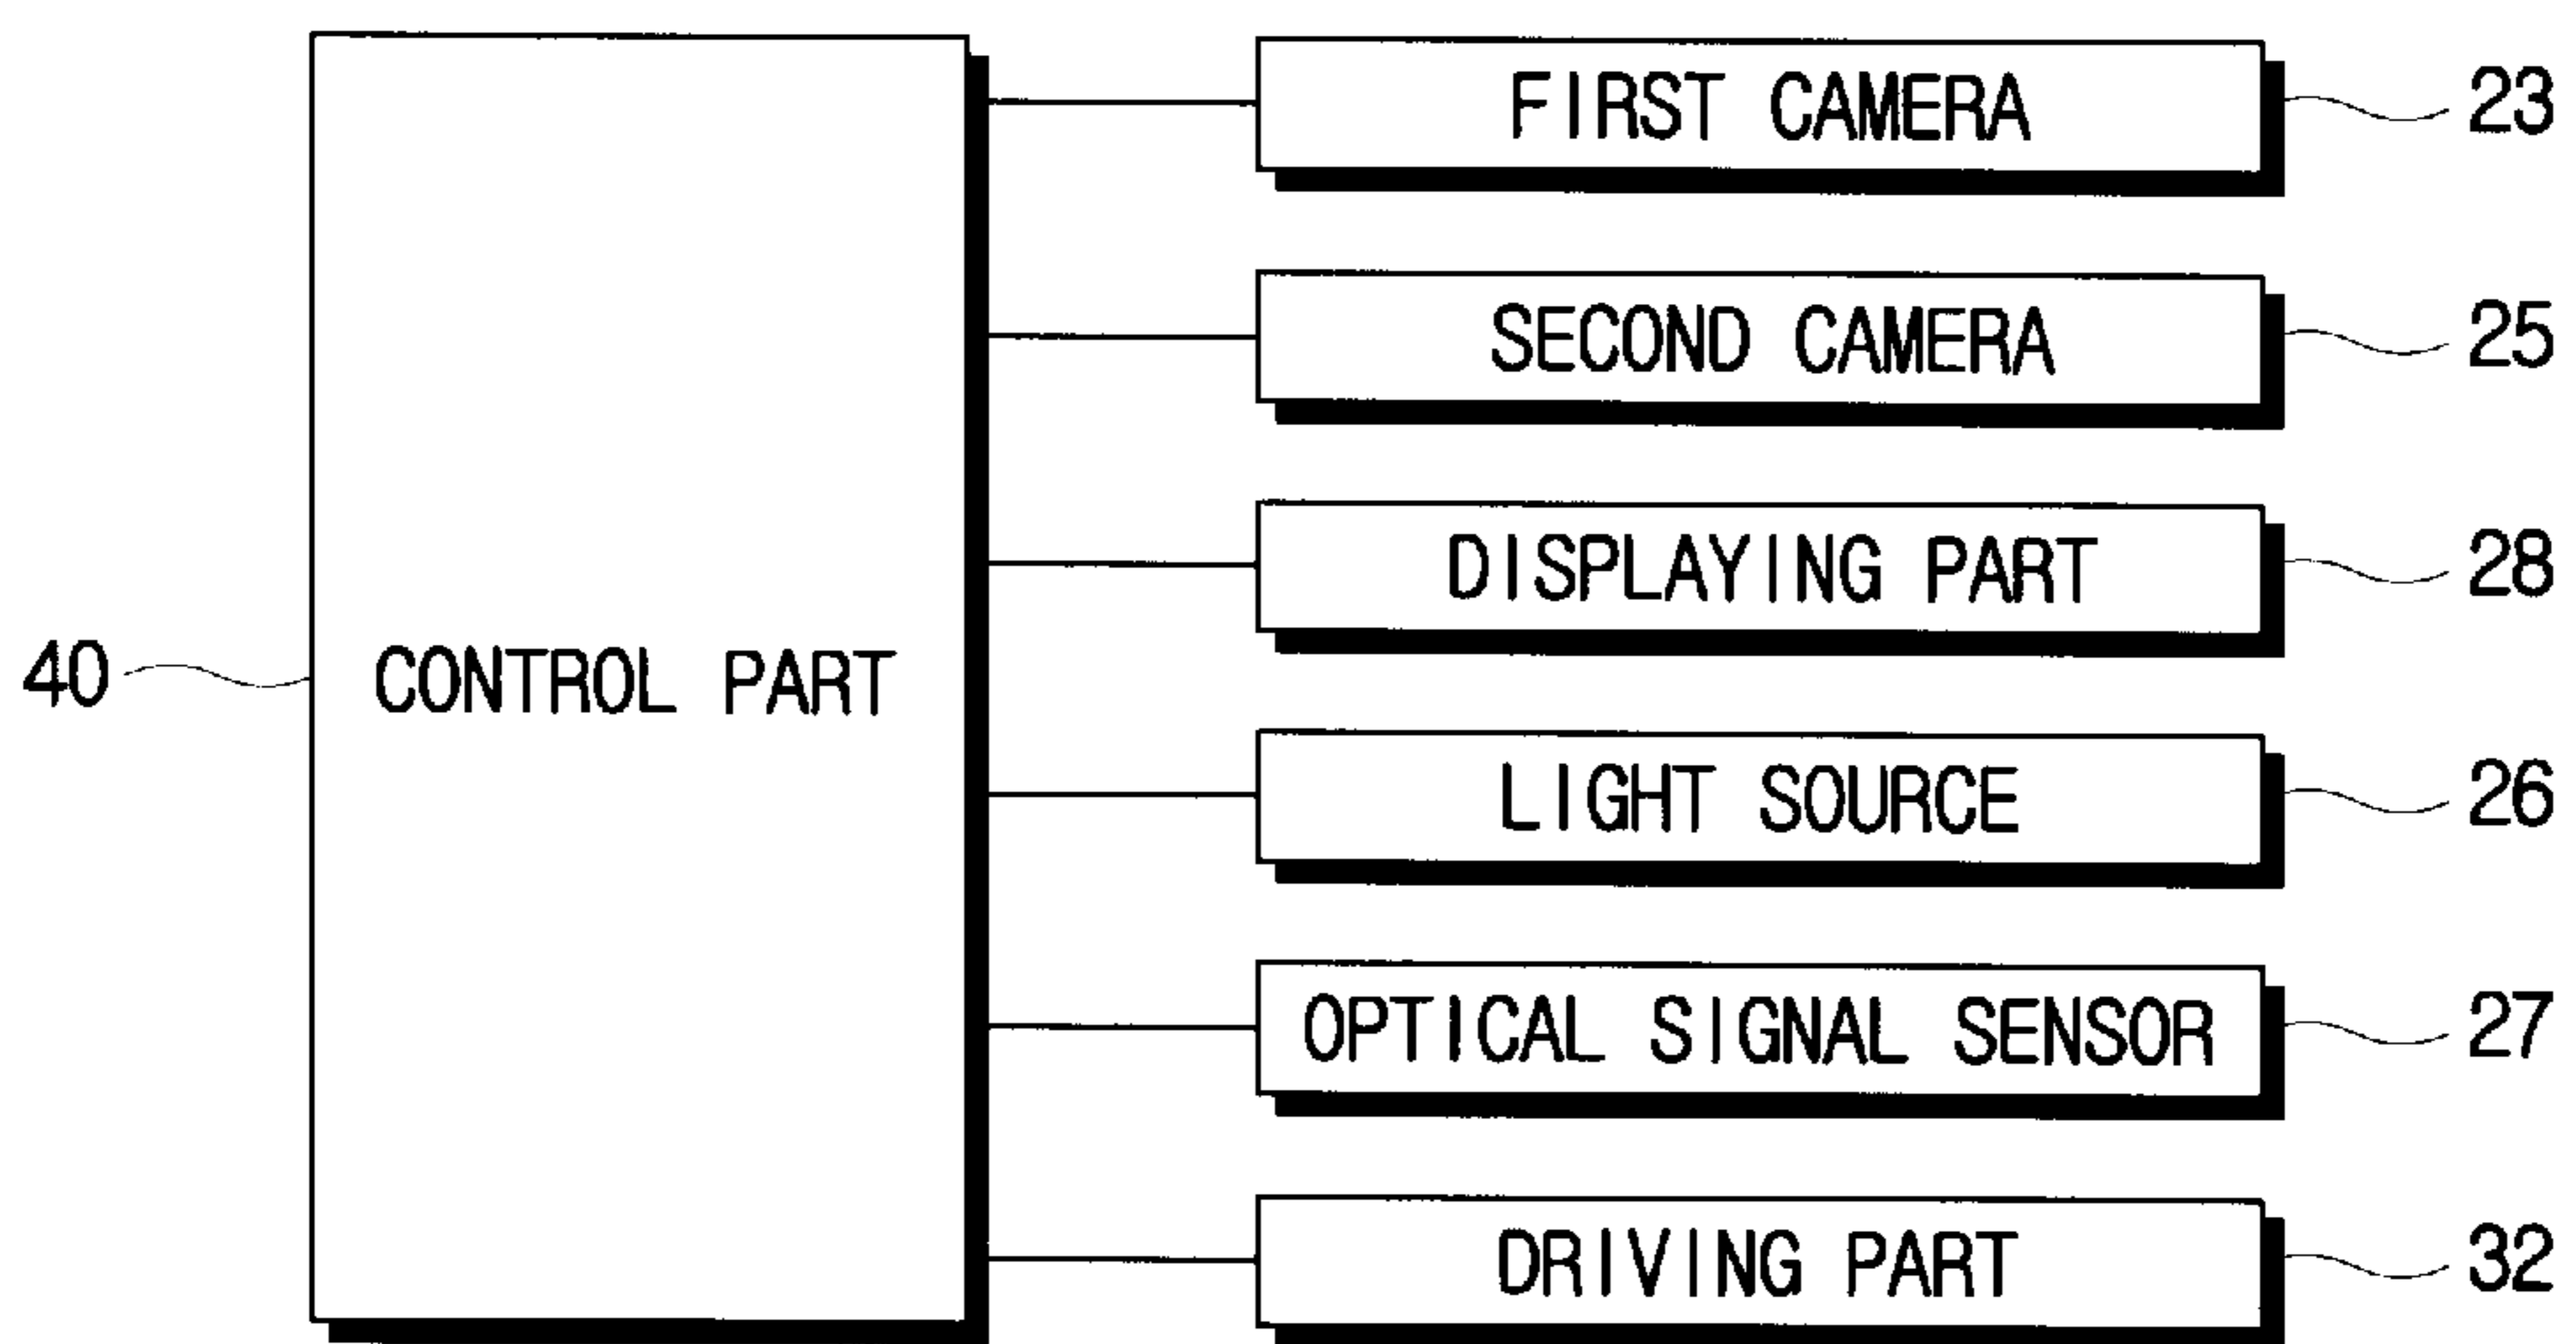 FIRST CAMERA 23
SECOND CAMERA 25
DISPLAYING PART 28
40 CONTROL PART
LIGHT SOURCE 26
OPTICAL SIGNAL SENSOR 27
DRIVING PART 32